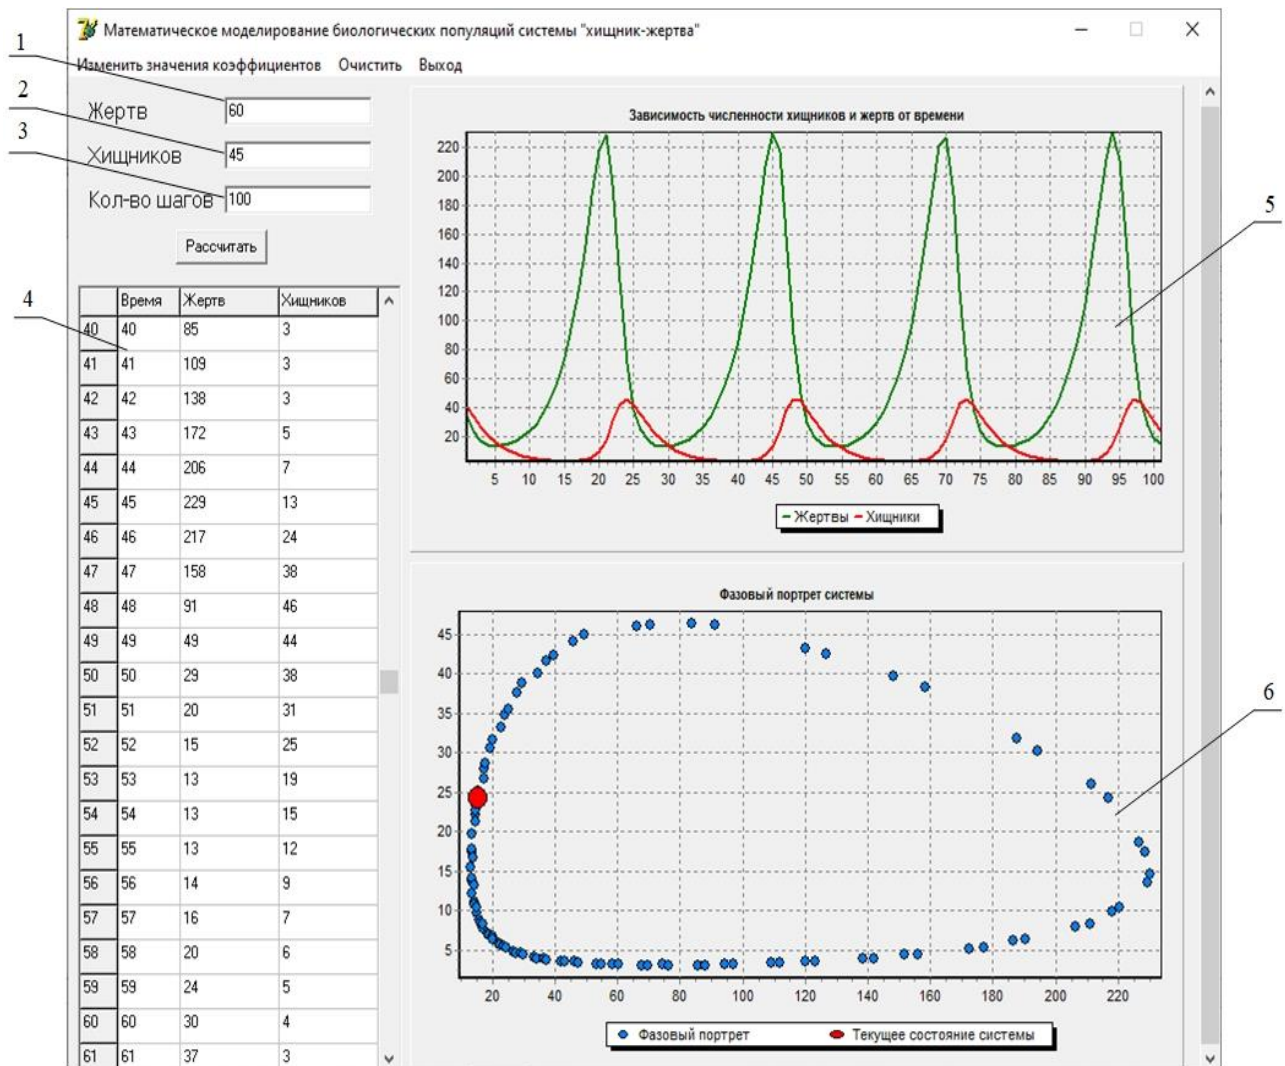 Математическое моделирование биологических популяций системы "хищник-жертва"
Изменить значения коэффициентов Очистить Выход
1
Жертв 60
2
Хищников 45
3
Кол-во шагов 100
Рассчитать
4
Время Жертв Хищников
40 40 85 3
41 41 109 3
42 42 138 3
43 43 172 5
44 44 206 7
45 45 229 13
46 46 217 24
47 47 158 38
48 48 91 46
49 49 49 44
50 50 29 38
51 51 20 31
52 52 15 25
53 53 13 19
54 54 13 15
55 55 13 12
56 56 14 9
57 57 16 7
58 58 20 6
59 59 24 5
60 60 30 4
61 61 37 3
Зависимость численности хищников и жертв от времени
220
200
180
160
140
120
100
80
60
40
20
5 10 15 20 25 30 35 40 45 50 55 60 65 70 75 80 85 90 95 100
Жертвы Хищники
5
Фазовый портрет системы
45
40
35
30
25
20
15
10
5
20 40 60 80 100 120 140 160 180 200 220
Фазовый портрет Текущее состояние системы
6